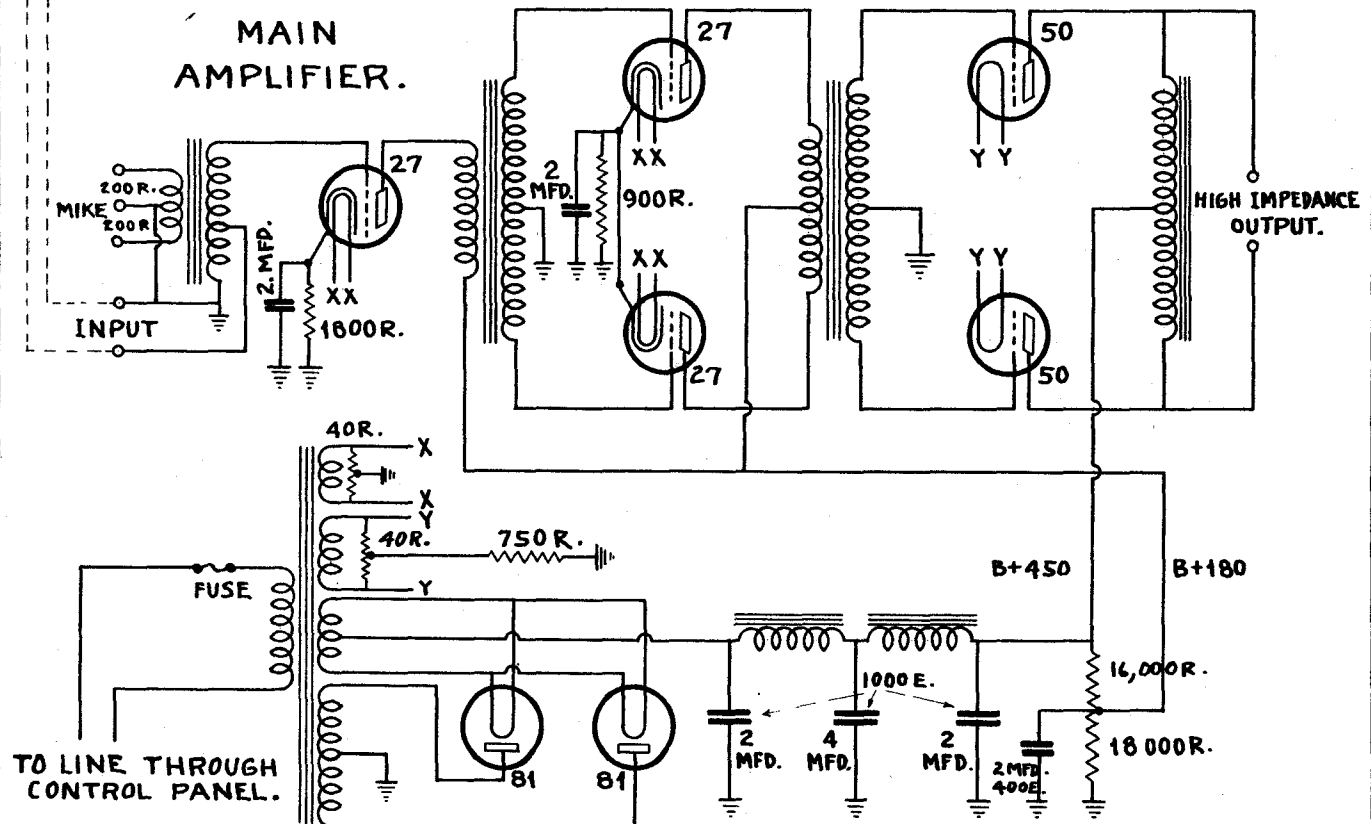 MAIN
AMPLIFIER.
27
50
27
200R.
MIKE
200R
2
MFD.
900R.
XX
Y Y
HIGH IMPEDANCE
OUTPUT.
2.MFD.
XX
XX
Y Y
INPUT
1800R.
27
50
40R.
X
X
Y
40R.
750R.
Y
FUSE
B+450
B+180
1000E.
16,000R.
2
MFD.
4
MFD.
2
MFD.
2MFD.
400E.
18000R.
81
81
TO LINE THROUGH
CONTROL PANEL.